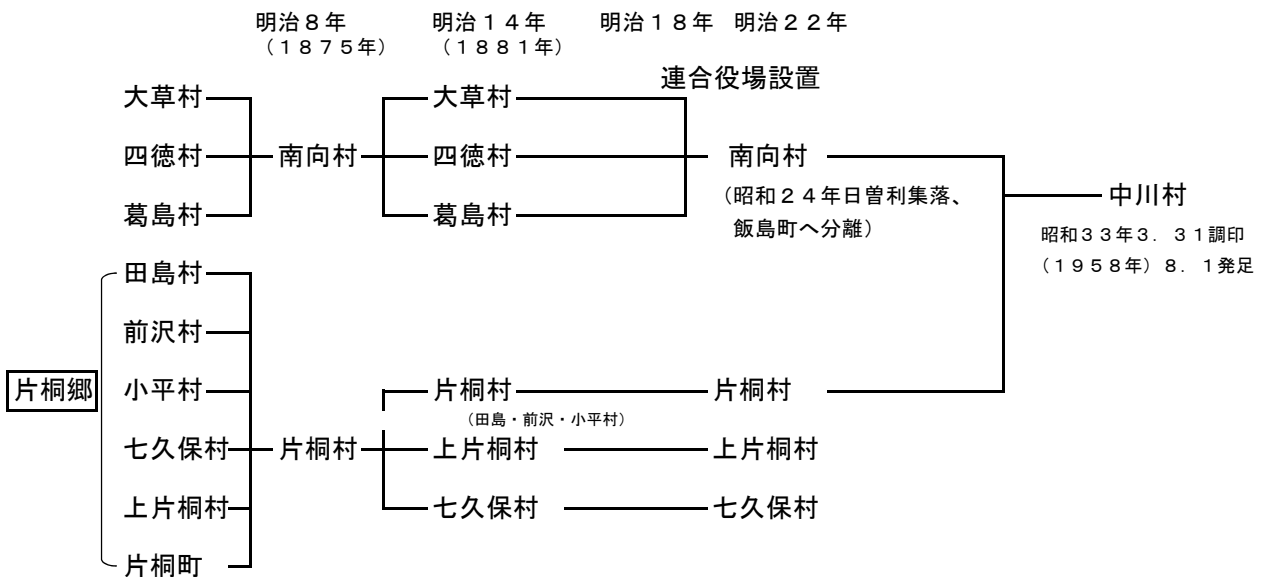 明治８年 明治１４年 明治１８年 明治２２年
（１８７５年） （１８８１年）
連合役場設置
大草村 大草村
四徳村 南向村 四徳村 南向村
（昭和２４年日曽利集落、
飯島町へ分離）
中川村
葛島村 葛島村
昭和３３年３．３１調印
（１９５８年）８．１発足
田島村
前沢村
片桐郷 小平村 片桐村 片桐村
（田島・前沢・小平村）
七久保村 片桐村 上片桐村 上片桐村
上片桐村 七久保村 七久保村
片桐町